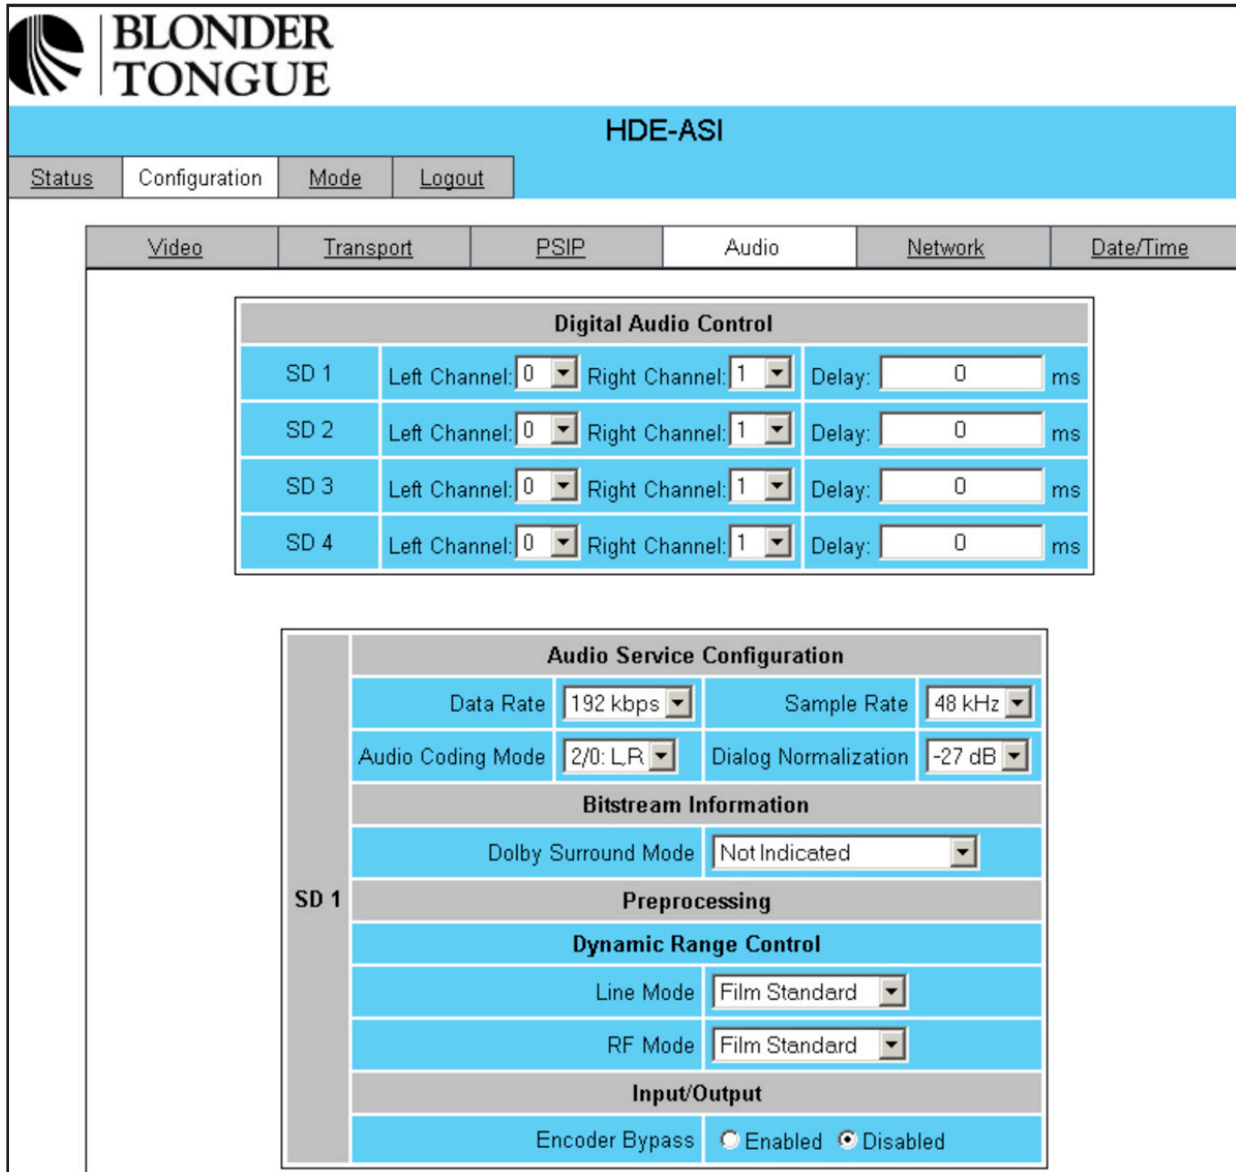 BLONDER
TONGUE
HDE-ASI
Status Configuration Mode Logout
Video Transport PSIP Audio Network Date/Time
Digital Audio Control
SD 1 Left Channel: 0 Right Channel: 1 Delay: 0 ms
SD 2 Left Channel: 0 Right Channel: 1 Delay: 0 ms
SD 3 Left Channel: 0 Right Channel: 1 Delay: 0 ms
SD 4 Left Channel: 0 Right Channel: 1 Delay: 0 ms
Audio Service Configuration
Data Rate 192 kbps Sample Rate 48 kHz
Audio Coding Mode 2/0: L,R Dialog Normalization -27 dB
Bitstream Information
Dolby Surround Mode Not Indicated
SD 1
Preprocessing
Dynamic Range Control
Line Mode Film Standard
RF Mode Film Standard
Input/Output
Encoder Bypass Enabled Disabled